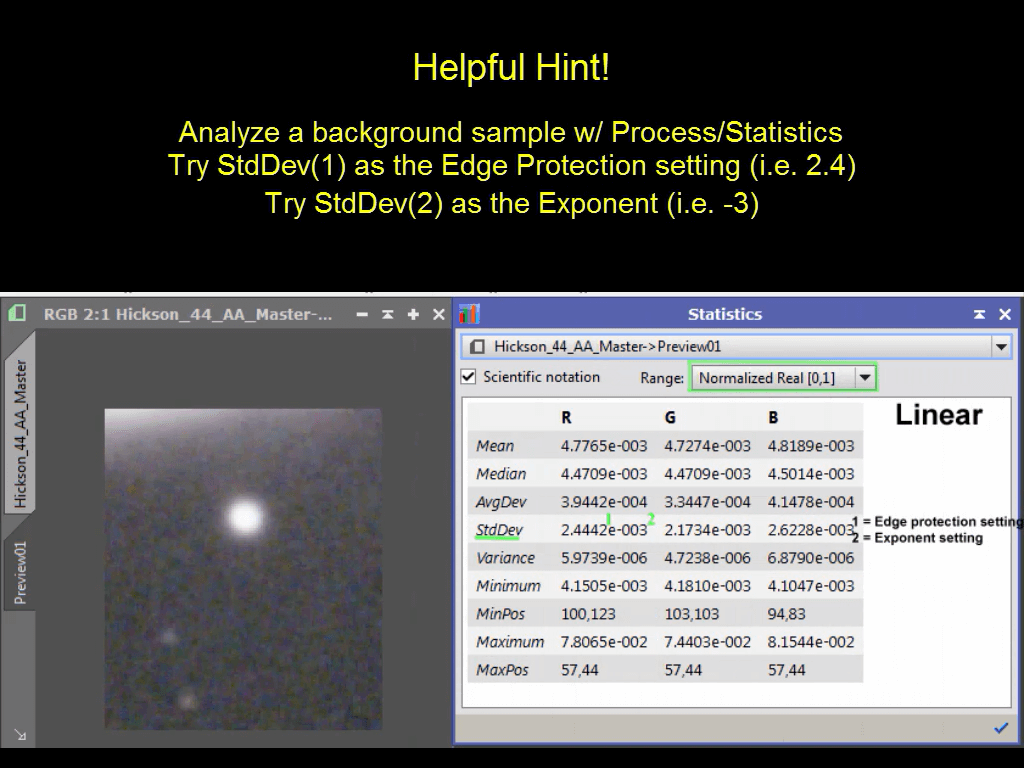 Helpful Hint!
Analyze a background sample w/ Process/Statistics
Try StdDev(1) as the Edge Protection setting (i.e. 2.4)
Try StdDev(2) as the Exponent (i.e. -3)
RGB 2:1 Hickson_44_AA_Master-...
Hickson_44_AA_Master
Preview01
Statistics
Hickson_44_AA_Master->Preview01
Scientific notation Range: Normalized Real [0,1]
Linear
R G B
Mean 4.7765e-003 4.7274e-003 4.8189e-003
Median 4.4709e-003 4.4709e-003 4.5014e-003
AvgDev 3.9442e-004 3.3447e-004 4.1478e-004
1 2
StdDev 2.4442e-003 2.1734e-003 2.6228e-003
Variance 5.9739e-006 4.7238e-006 6.8790e-006
Minimum 4.1505e-003 4.1810e-003 4.1047e-003
MinPos 100,123 103,103 94,83
Maximum 7.8065e-002 7.4403e-002 8.1544e-002
MaxPos 57,44 57,44 57,44
1 = Edge protection setting
2 = Exponent setting